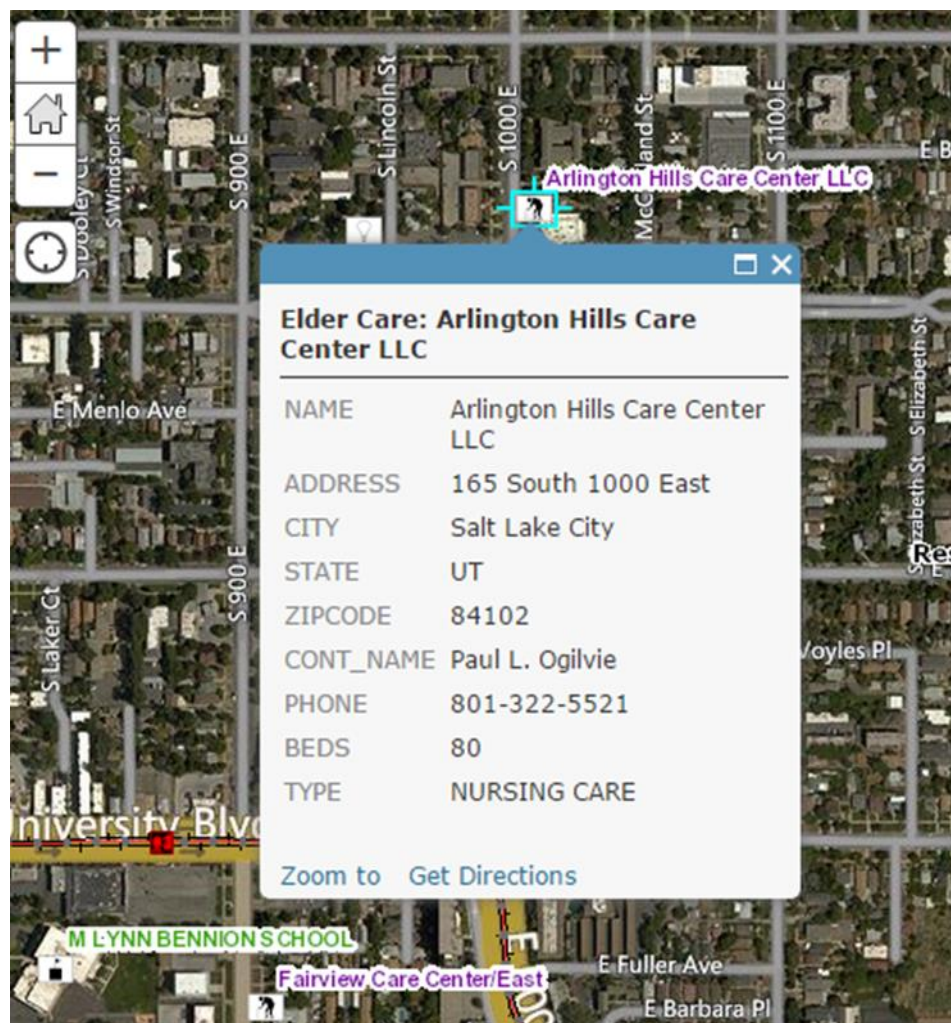 +
−
S Dooley Ct
S Windsor St
S 900 E
S Lincoln St
S 1000 E
S 1100 E
Arlington Hills Care Center LLC
Elder Care: Arlington Hills Care
Center LLC
NAME Arlington Hills Care Center
LLC
ADDRESS 165 South 1000 East
CITY Salt Lake City
STATE UT
ZIPCODE 84102
CONT_NAME Paul L. Ogilvie
PHONE 801-322-5521
BEDS 80
TYPE NURSING CARE
Zoom to Get Directions
E Menlo Ave
S Elizabeth St
S 900 E
S Laker Ct
Voyles Pl
niversity Blv
M LYNN BENNION SCHOOL
Fairview Care Center/East
E Fuller Ave
E Barbara Pl